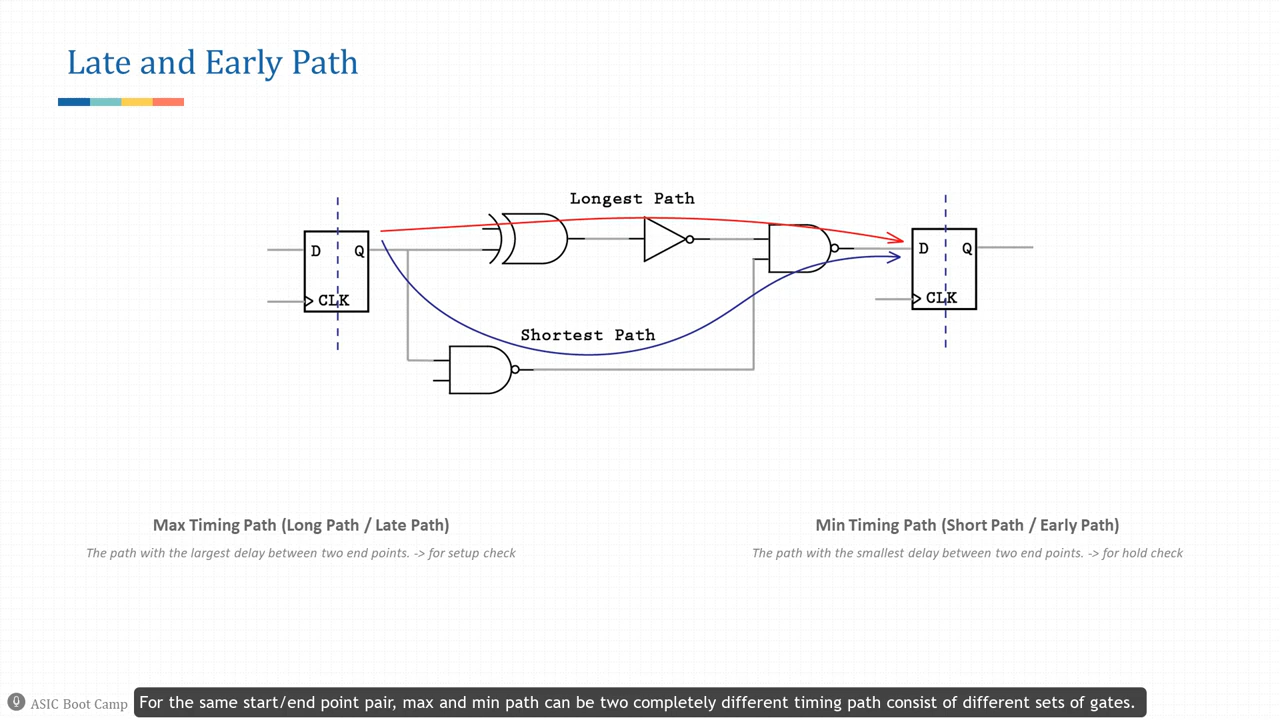 Late and Early Path
Longest Path
D Q
CLK
D Q
CLK
Shortest Path
Max Timing Path (Long Path / Late Path)
The path with the largest delay between two end points. -> for setup check
Min Timing Path (Short Path / Early Path)
The path with the smallest delay between two end points. -> for hold check
ASIC Boot Camp
For the same start/end point pair, max and min path can be two completely different timing path consist of different sets of gates.